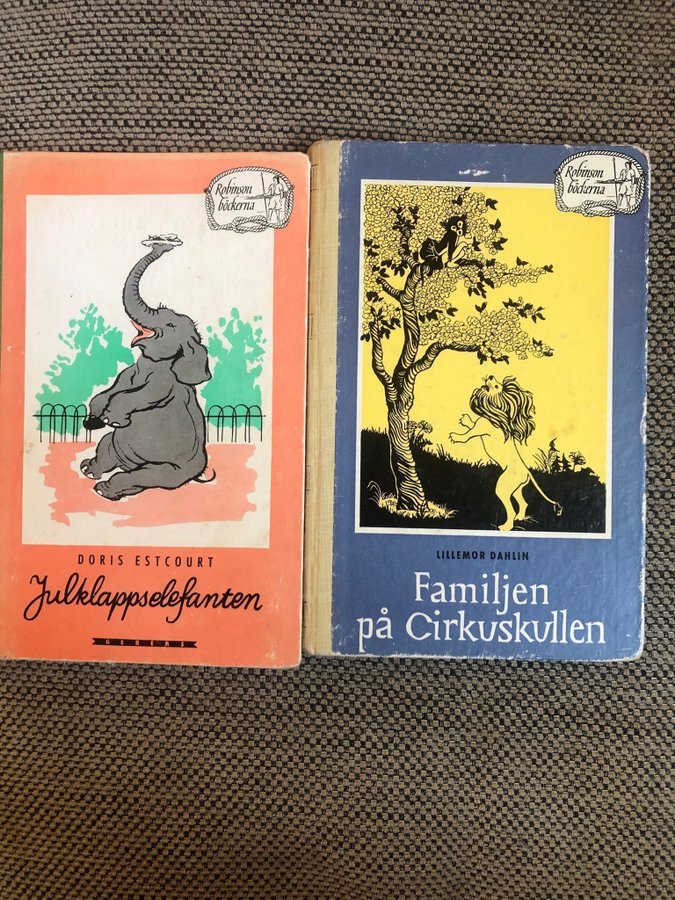 Robinson
böckerna
DORIS ESTCOURT
Julklappselefanten
GEBERS
Robinson
böckerna
LILLEMOR DAHLIN
Familjen
på Cirkuskullen